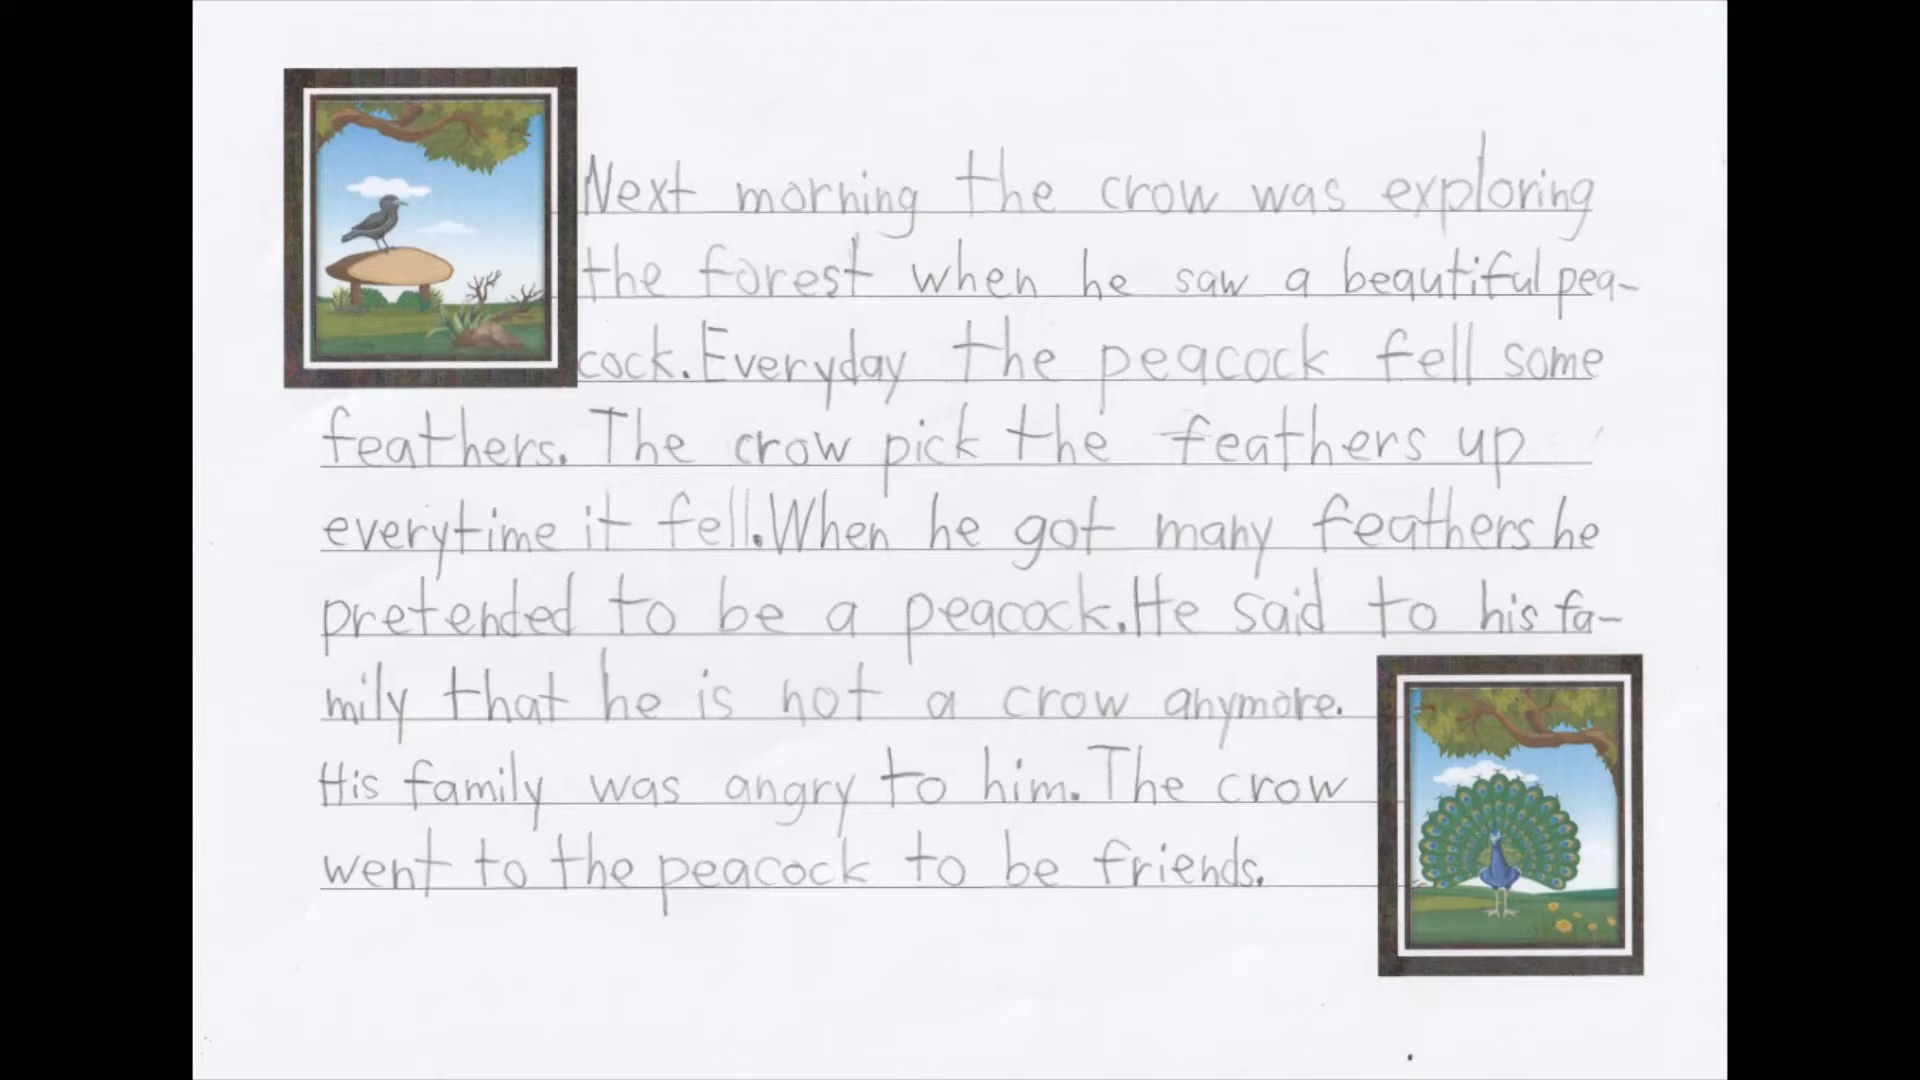 Next morning the crow was exploring
the forest when he saw a beautiful pea-
cock. Everyday the peacock fell some
feathers. The crow pick the feathers up
everytime it fell. When he got many feathers he
pretended to be a peacock. He said to his fa-
mily that he is not a crow anymore.
His family was angry to him. The crow
went to the peacock to be friends.